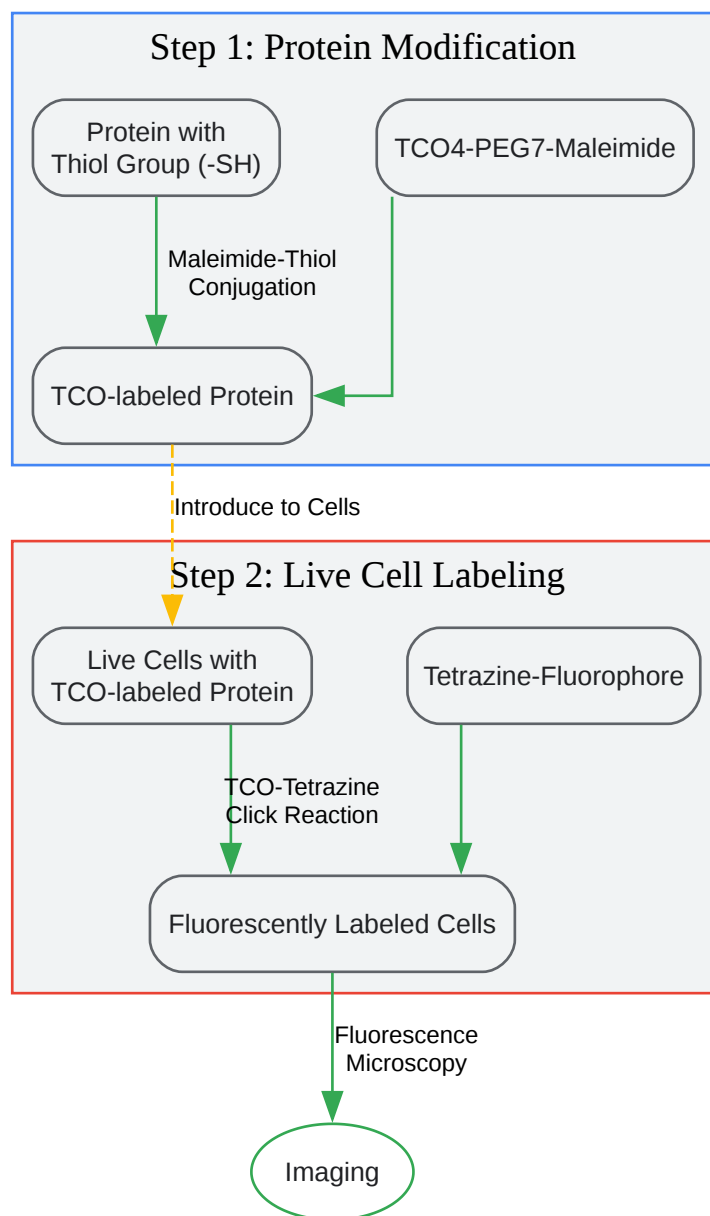 Step 1: Protein Modification
Protein with
Thiol Group (-SH)
TCO4-PEG7-Maleimide
Maleimide-Thiol
Conjugation
TCO-labeled Protein
Introduce to Cells
Step 2: Live Cell Labeling
Live Cells with
TCO-labeled Protein
Tetrazine-Fluorophore
TCO-Tetrazine
Click Reaction
Fluorescently Labeled Cells
Fluorescence
Microscopy
Imaging